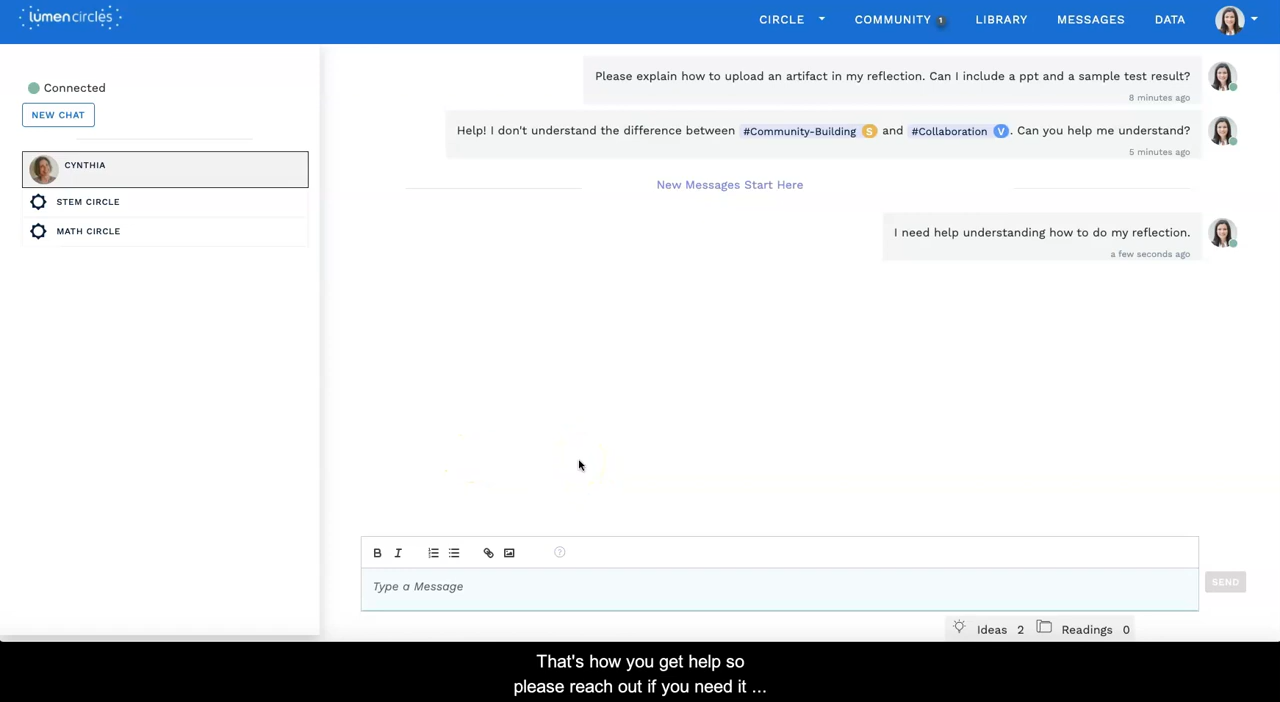 lumen circles
CIRCLE
COMMUNITY 1
LIBRARY
MESSAGES
DATA
Connected
NEW CHAT
CYNTHIA
STEM CIRCLE
MATH CIRCLE
Please explain how to upload an artifact in my reflection. Can I include a ppt and a sample test result?
8 minutes ago
Help! I don't understand the difference between #Community-Building S and #Collaboration V. Can you help me understand?
5 minutes ago
New Messages Start Here
I need help understanding how to do my reflection.
a few seconds ago
B I ?
Type a Message
SEND
Ideas 2 Readings 0
That's how you get help so
please reach out if you need it ...